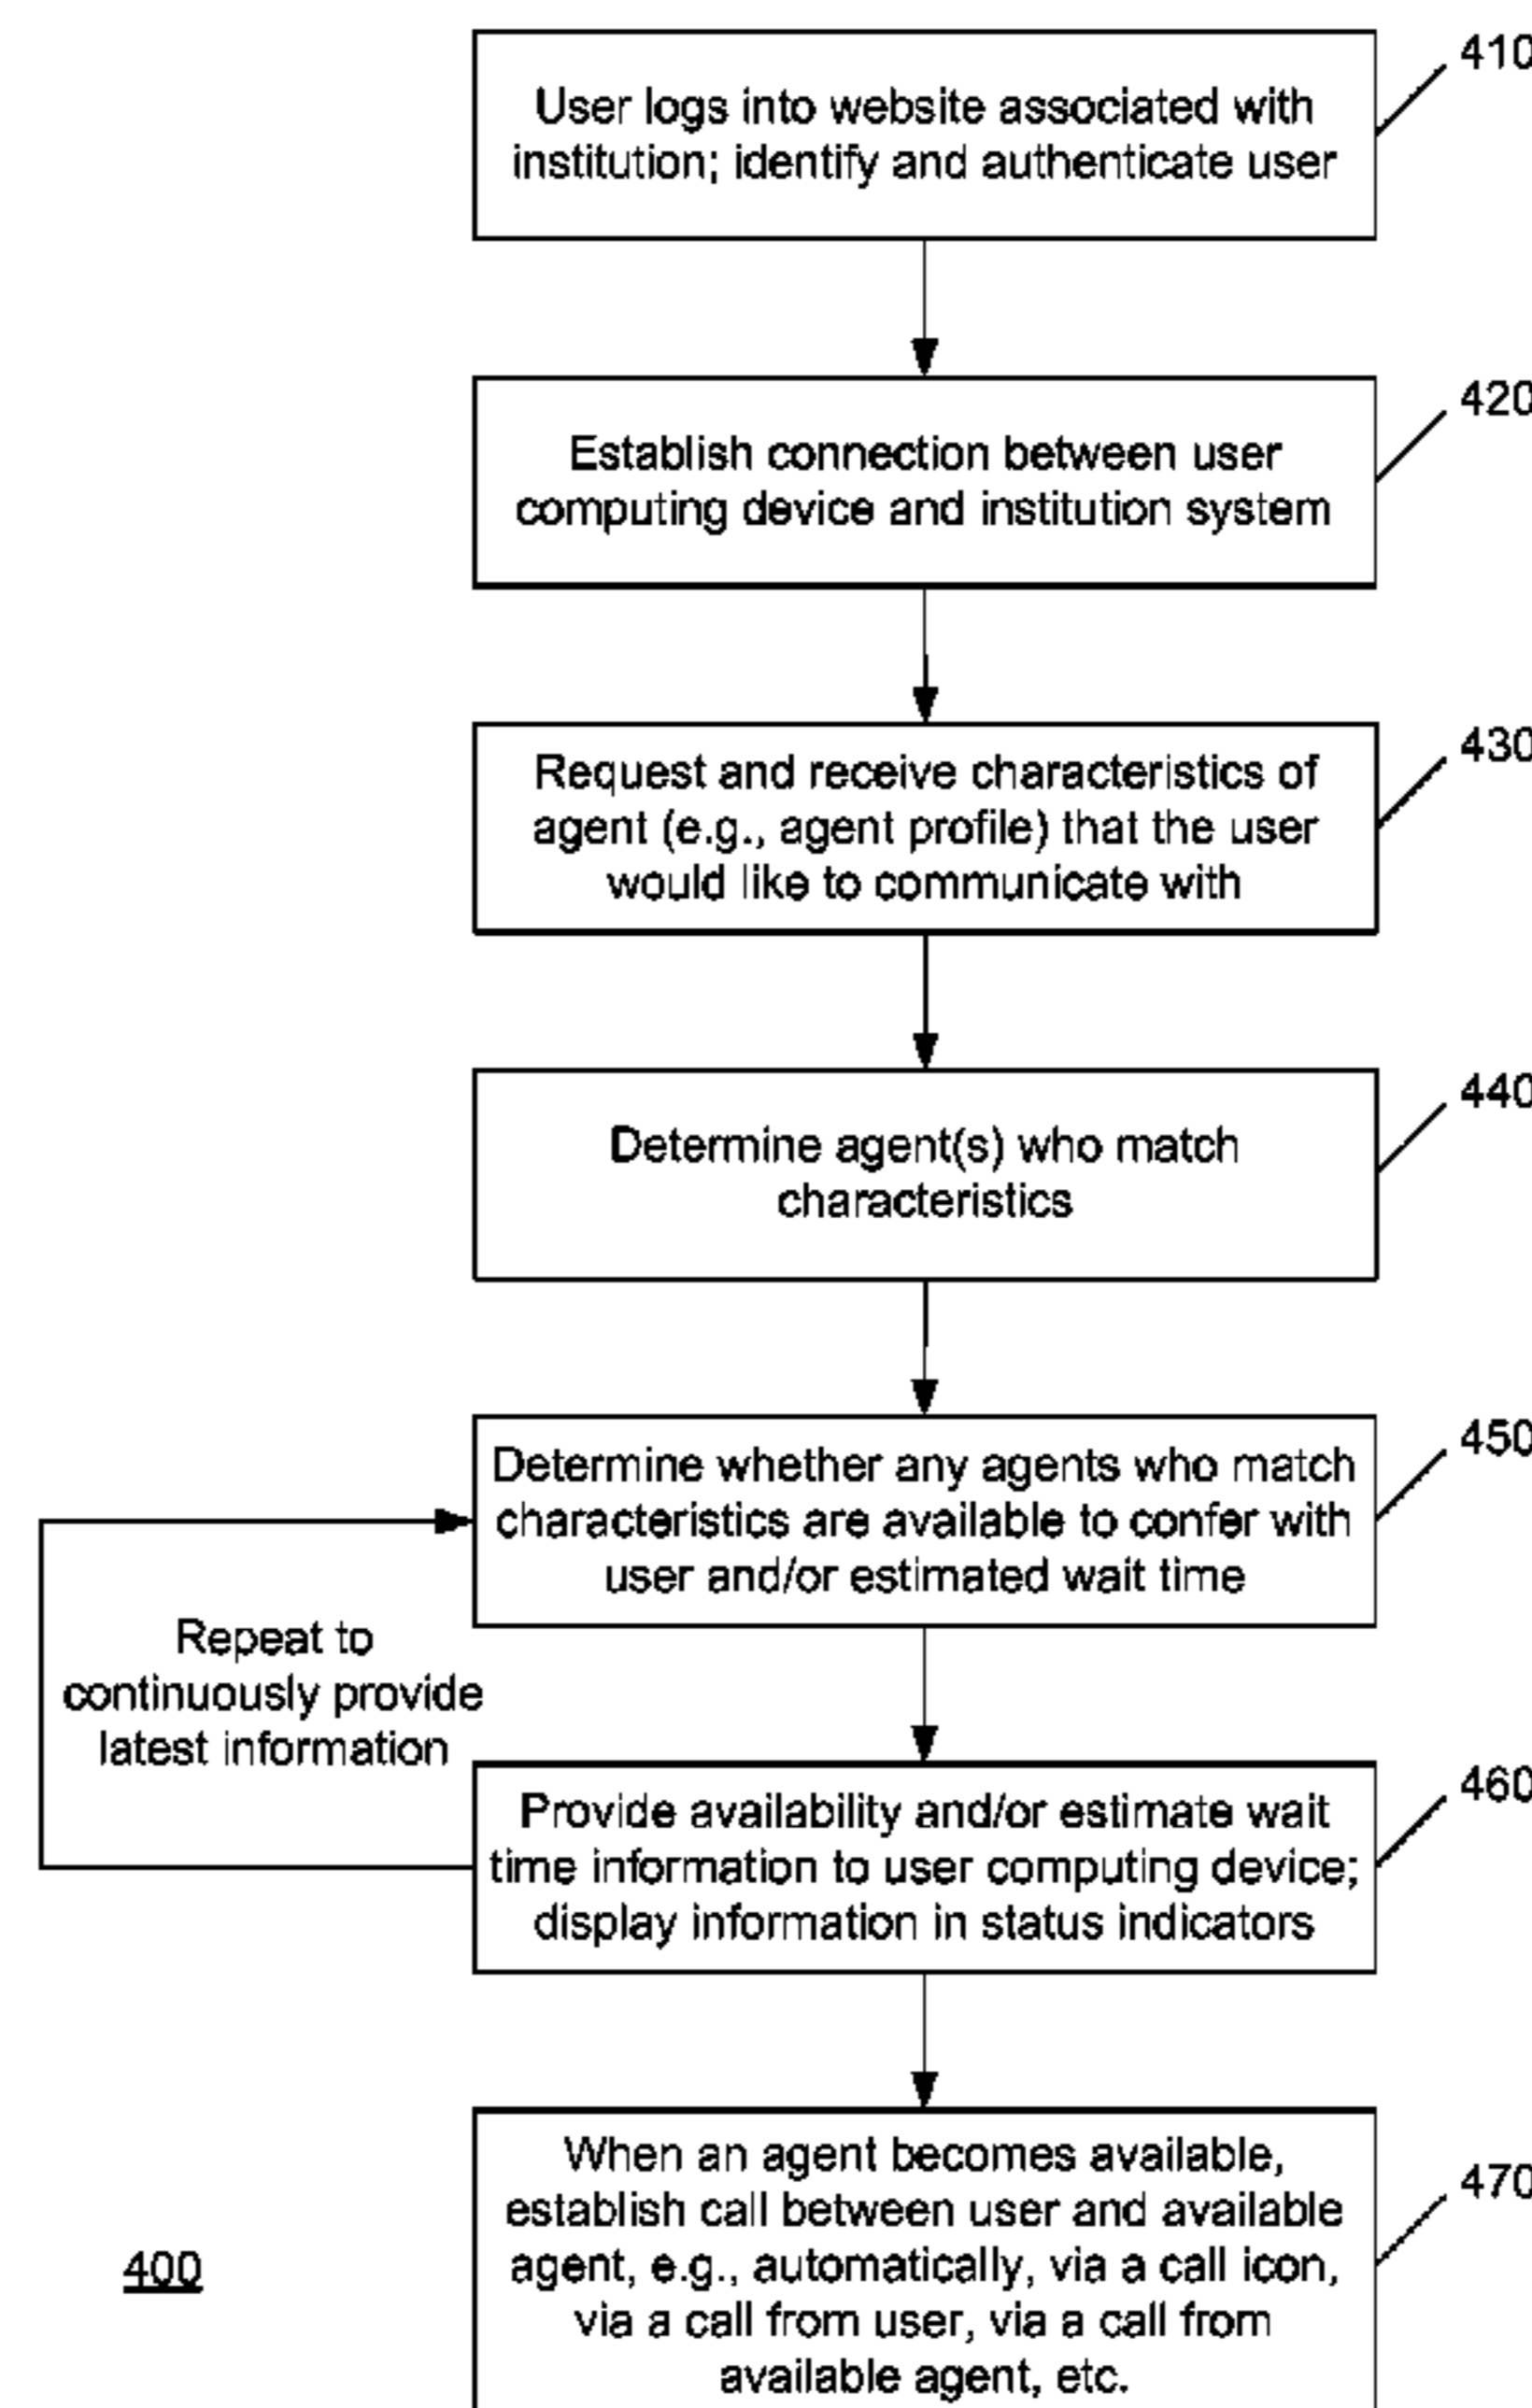 410
User logs into website associated with
institution; identify and authenticate user
420
Establish connection between user
computing device and institution system
430
Request and receive characteristics of
agent (e.g., agent profile) that the user
would like to communicate with
440
Determine agent(s) who match
characteristics
450
Determine whether any agents who match
characteristics are available to confer with
user and/or estimated wait time
Repeat to
continuously provide
latest information
460
Provide availability and/or estimate wait
time information to user computing device;
display information in status indicators
470
When an agent becomes available,
establish call between user and available
agent, e.g., automatically, via a call icon,
via a call from user, via a call from
available agent, etc.
400